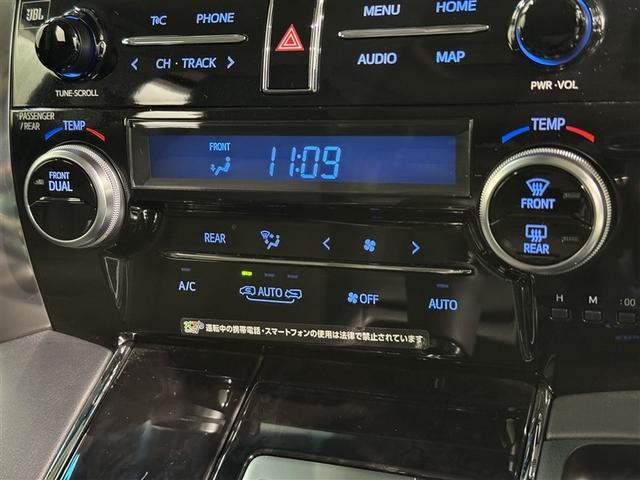 JBL
T&C PHONE
CH · TRACK
TUNE·SCROLL
MENU HOME
AUDIO MAP
PWR·VOL
PASSENGER
/REAR
TEMP
FRONT
DUAL
FRONT
11:09
TEMP
FRONT
REAR
REAR
A/C
AUTO
OFF
AUTO
H M :00
運転中の携帯電話・スマートフォンの使用は法律で禁止されています